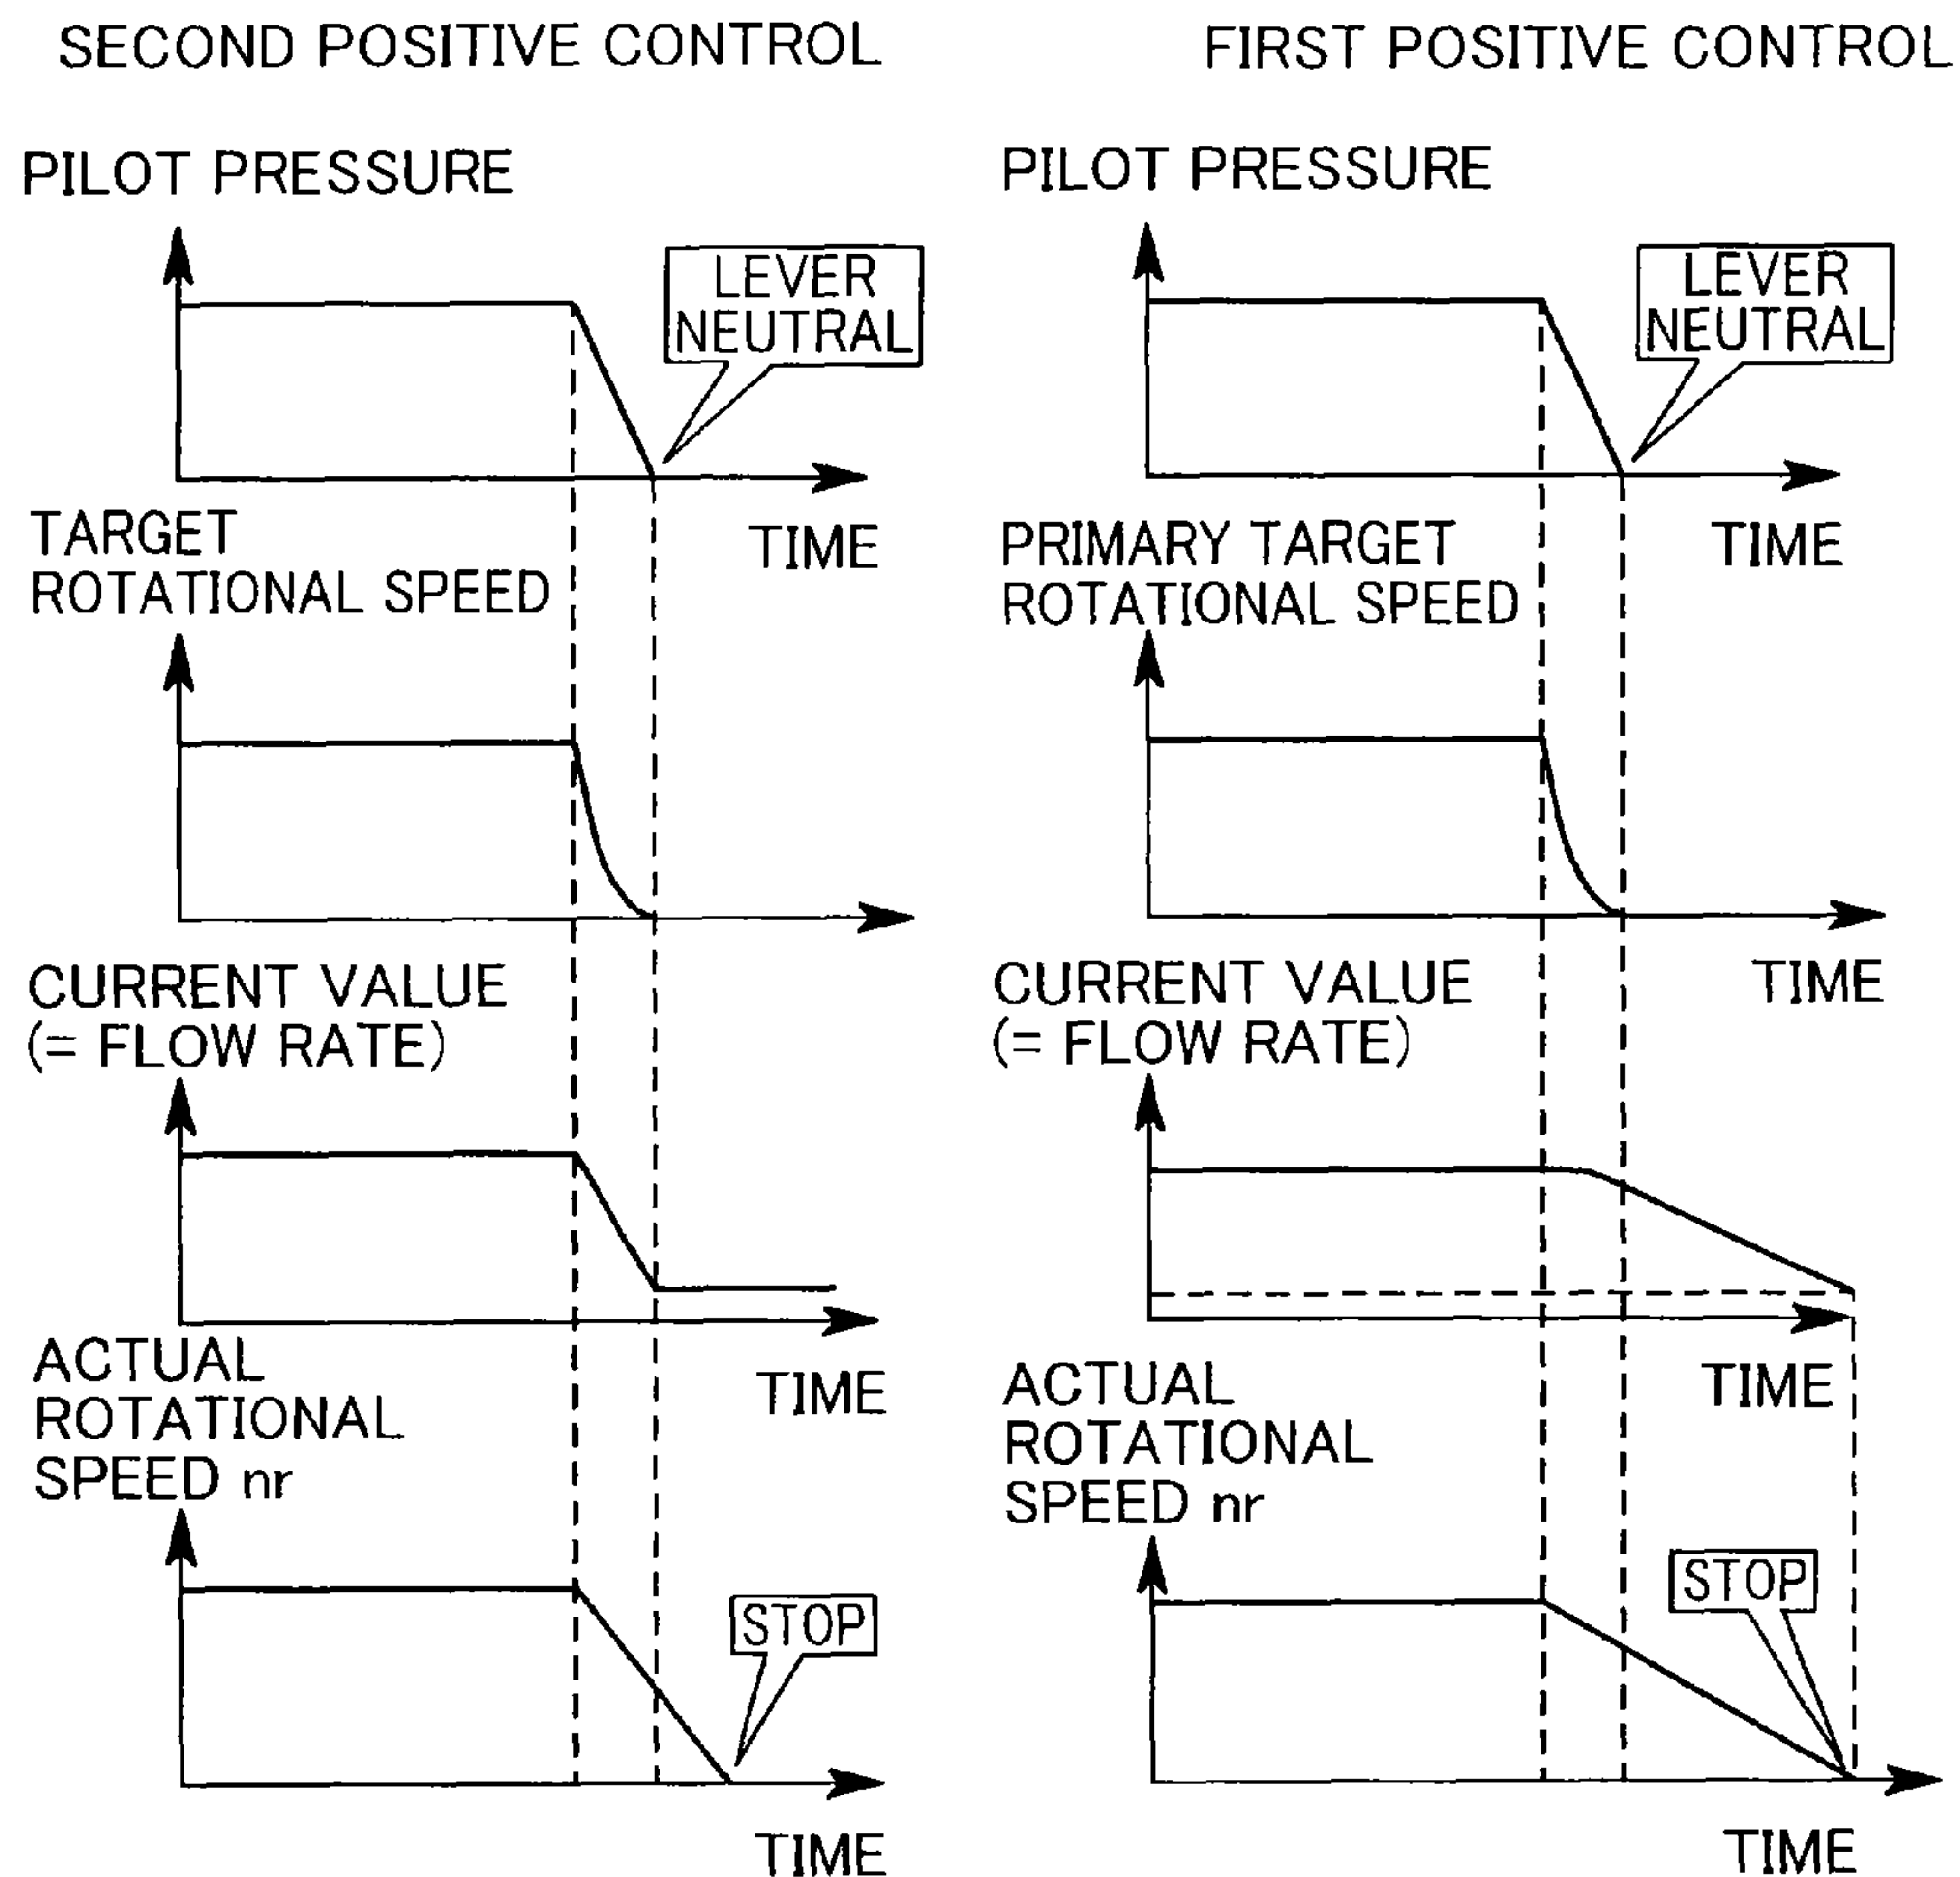 SECOND POSITIVE CONTROL
PILOT PRESSURE
LEVER
NEUTRAL
TIME
TARGET
ROTATIONAL SPEED
CURRENT VALUE
(= FLOW RATE)
TIME
ACTUAL
ROTATIONAL
SPEED nr
STOP
TIME
FIRST POSITIVE CONTROL
PILOT PRESSURE
LEVER
NEUTRAL
TIME
PRIMARY TARGET
ROTATIONAL SPEED
TIME
CURRENT VALUE
(= FLOW RATE)
TIME
ACTUAL
ROTATIONAL
SPEED nr
STOP
TIME